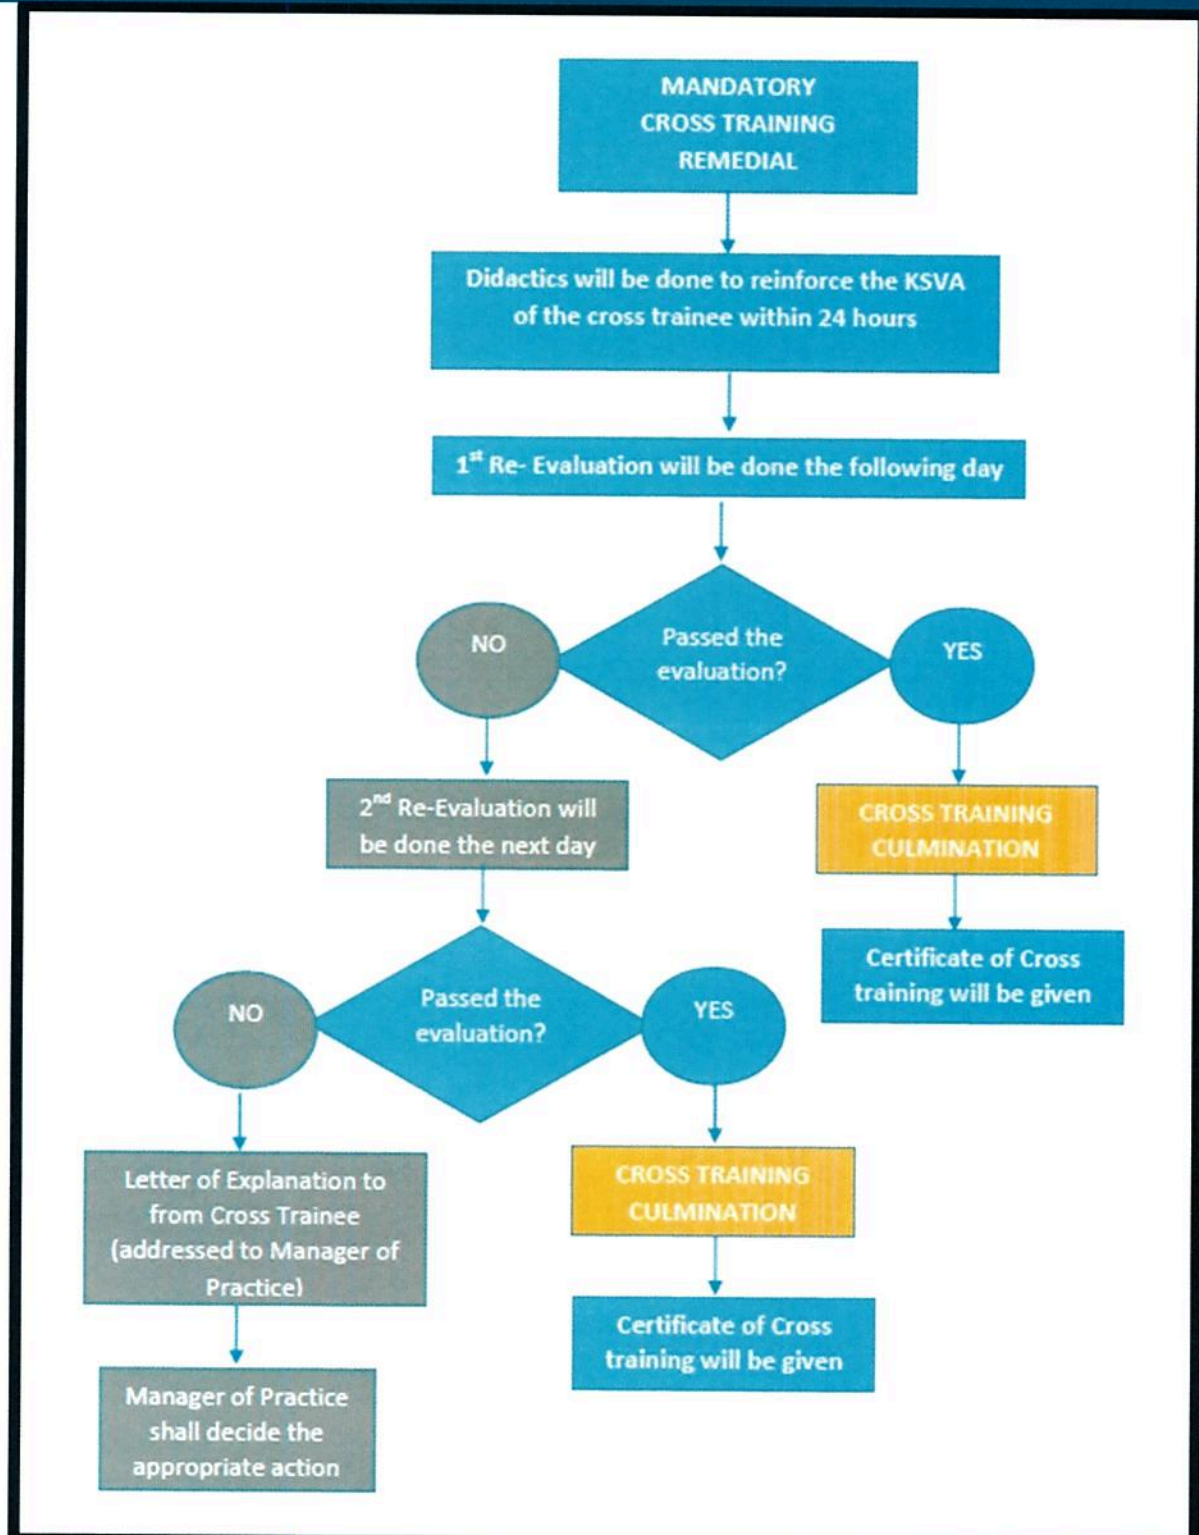 MANDATORY
CROSS TRAINING
REMEDIAL
Didactics will be done to reinforce the KSVA
of the cross trainee within 24 hours
1st Re- Evaluation will be done the following day
NO
Passed the
evaluation?
YES
2nd Re-Evaluation will
be done the next day
CROSS TRAINING
CULMINATION
Certificate of Cross
training will be given
NO
Passed the
evaluation?
YES
Letter of Explanation to
from Cross Trainee
(addressed to Manager of
Practice)
CROSS TRAINING
CULMINATION
Certificate of Cross
training will be given
Manager of Practice
shall decide the
appropriate action